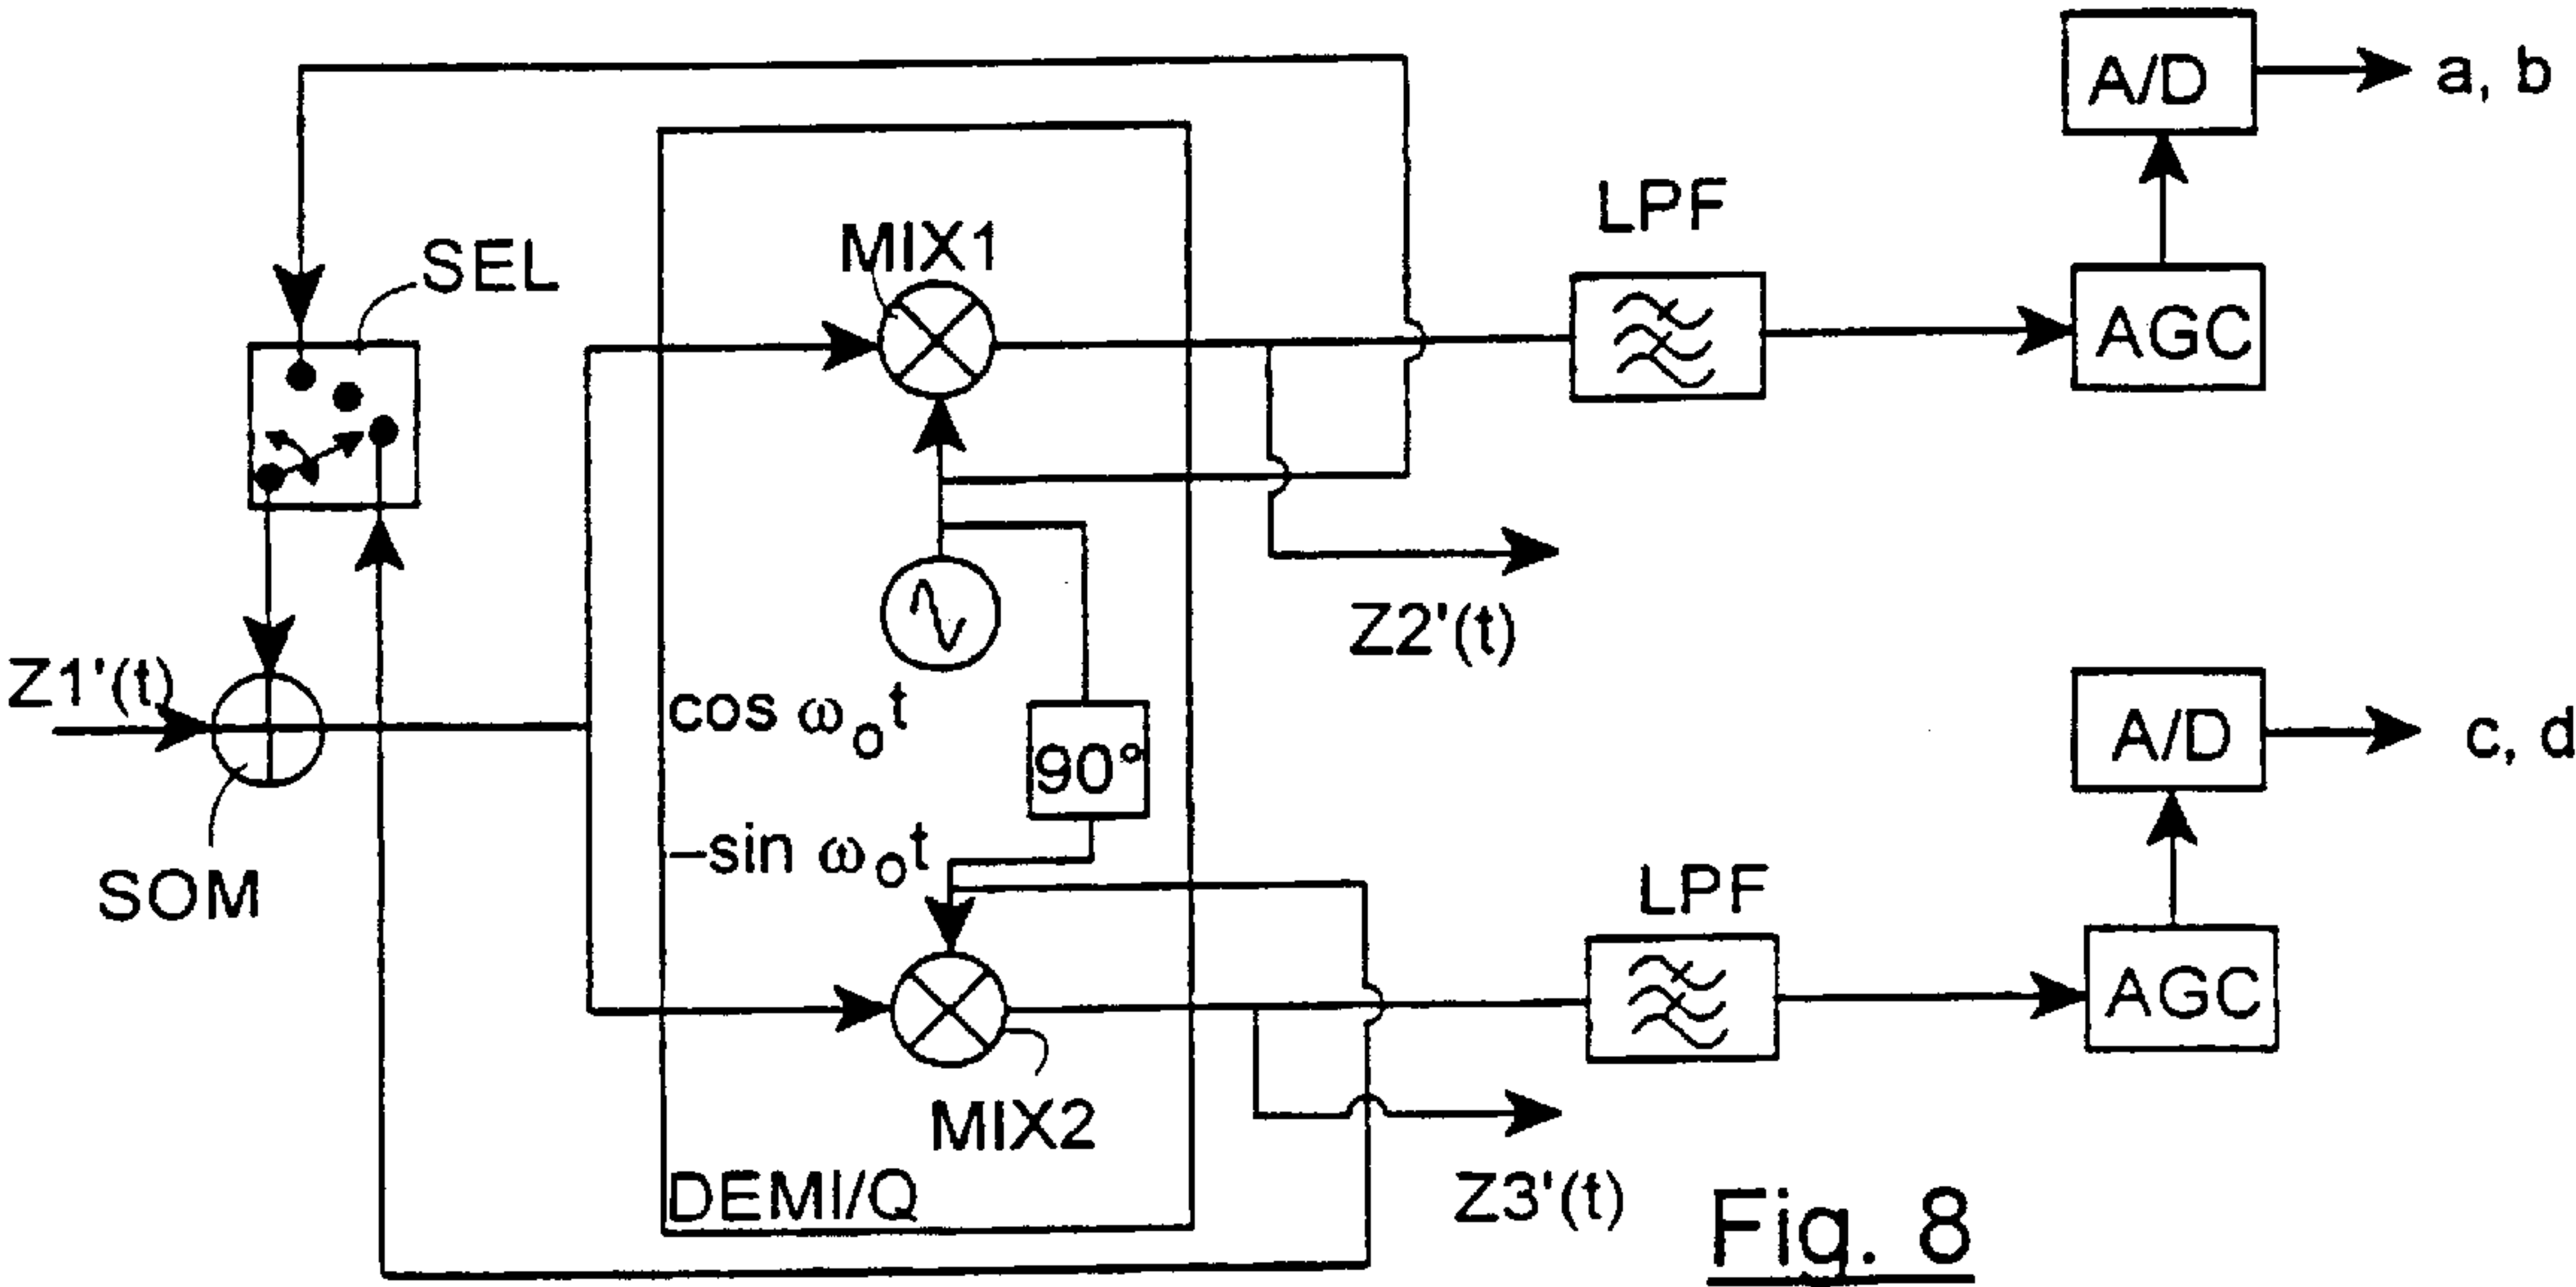 A/D
a, b
LPF
MIX1
SEL
AGC
Z2'(t)
Z1'(t)
cos ω₀t
90°
A/D
c, d
–sin ω₀t
SOM
LPF
AGC
MIX2
DEMI/Q
Z3'(t)
Fig. 8